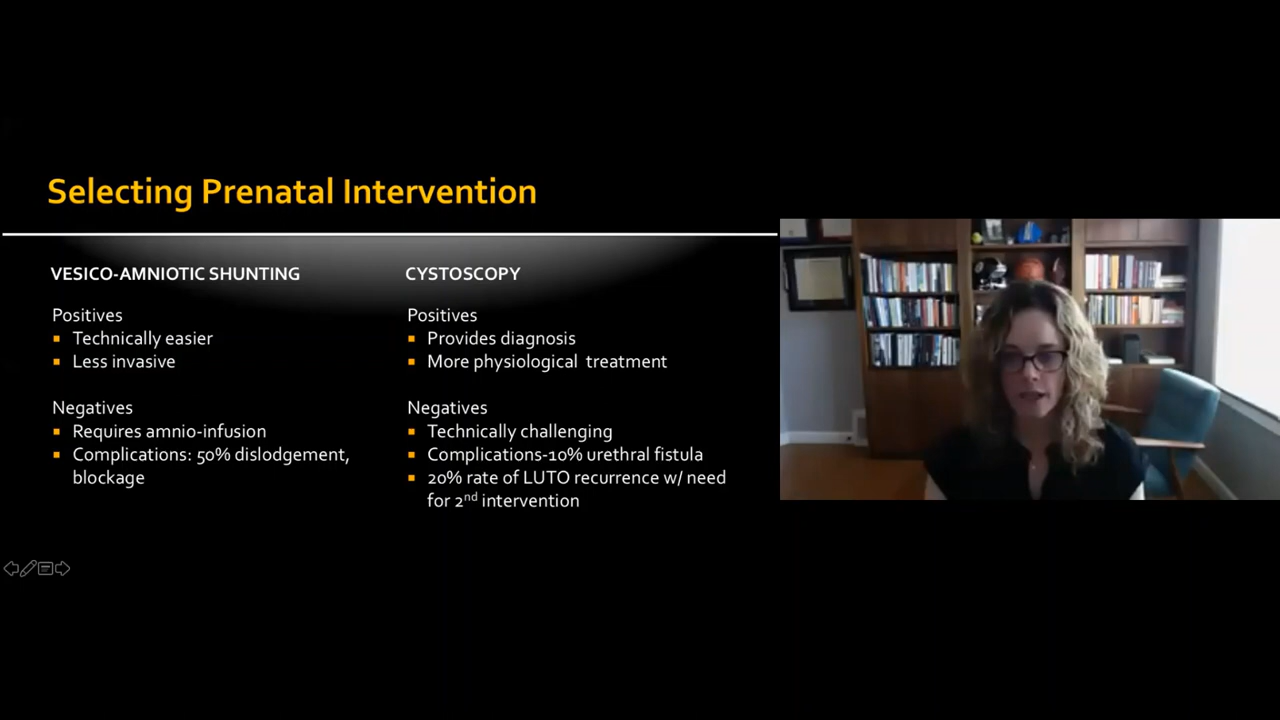 Selecting Prenatal Intervention
VESICO-AMNIOTIC SHUNTING
Positives
▪ Technically easier
▪ Less invasive
Negatives
▪ Requires amnio-infusion
▪ Complications: 50% dislodgement,
blockage
CYSTOSCOPY
Positives
▪ Provides diagnosis
▪ More physiological treatment
Negatives
▪ Technically challenging
▪ Complications-10% urethral fistula
▪ 20% rate of LUTO recurrence w/ need
for 2nd intervention